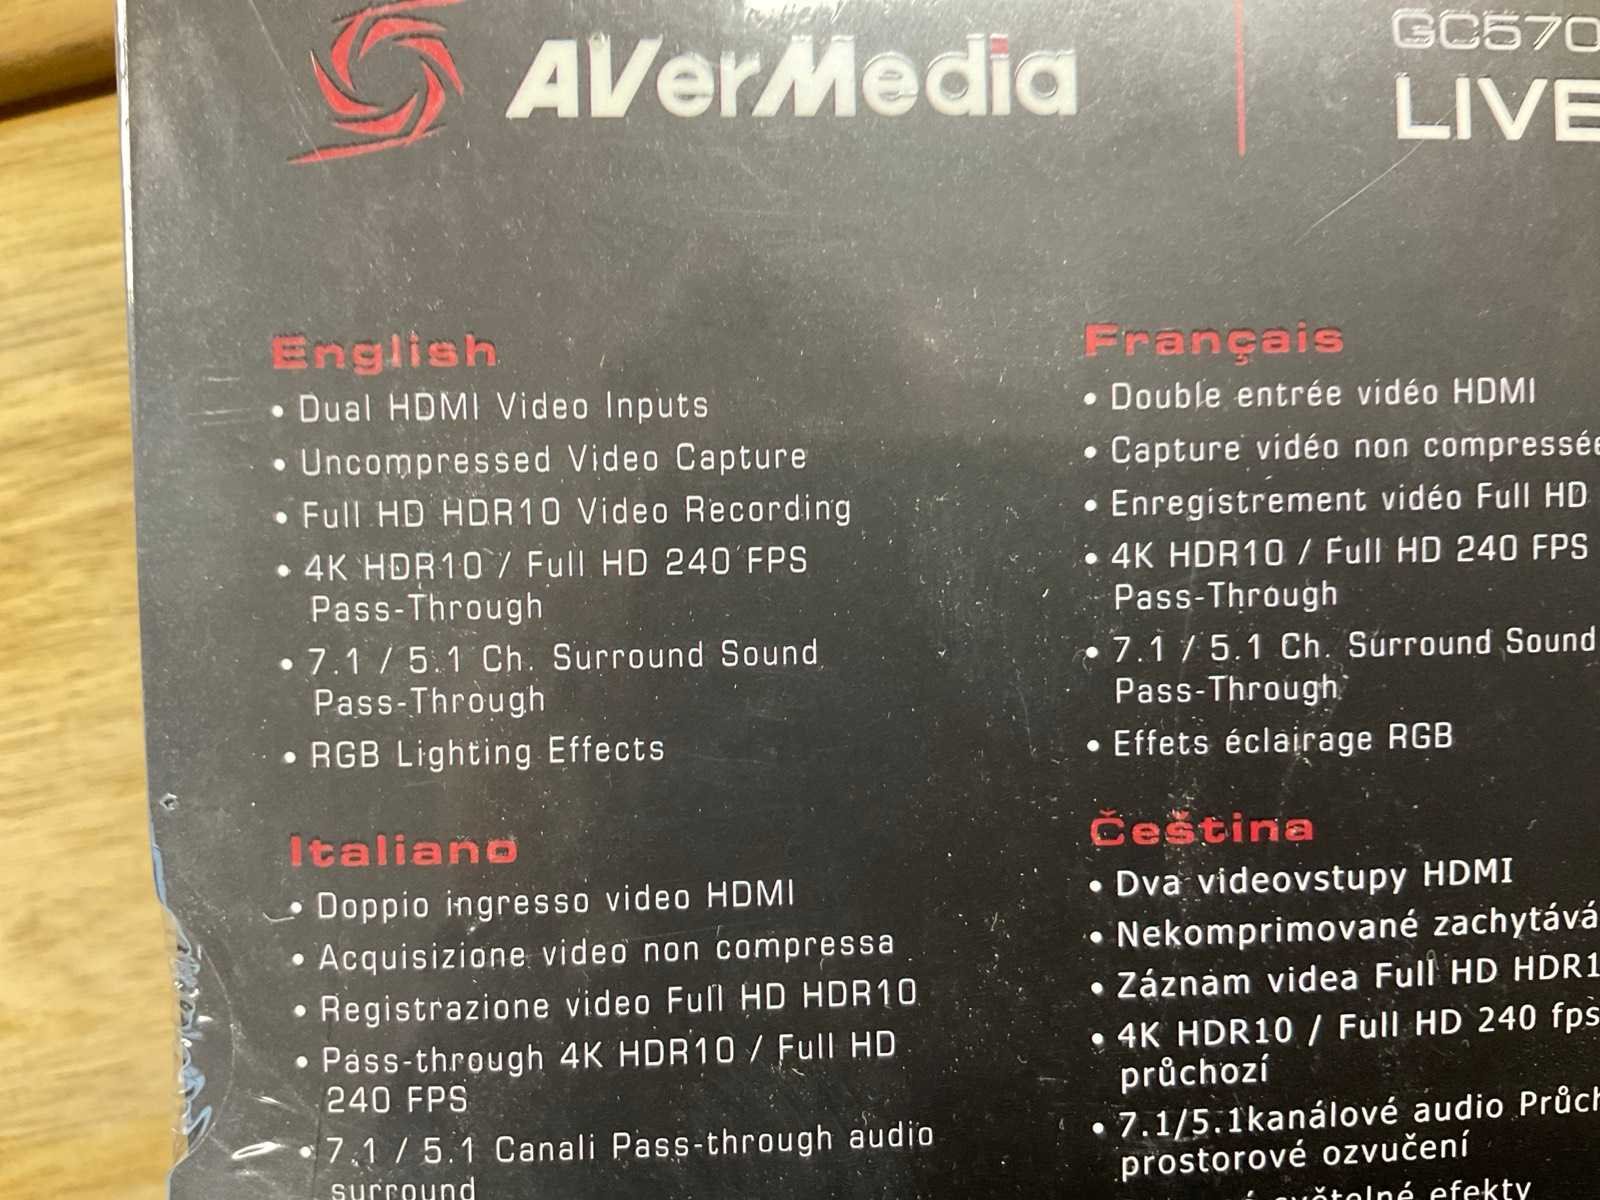 AVerMedia
GC570
LIVE
English
• Dual HDMI Video Inputs
• Uncompressed Video Capture
• Full HD HDR10 Video Recording
• 4K HDR10 / Full HD 240 FPS
Pass-Through
• 7.1 / 5.1 Ch. Surround Sound
Pass-Through
• RGB Lighting Effects
Français
• Double entrée vidéo HDMI
• Capture vidéo non compressée
• Enregistrement vidéo Full HD
• 4K HDR10 / Full HD 240 FPS
Pass-Through
• 7.1 / 5.1 Ch. Surround Sound
Pass-Through
• Effets éclairage RGB
Italiano
• Doppio ingresso video HDMI
• Acquisizione video non compressa
• Registrazione video Full HD HDR10
• Pass-through 4K HDR10 / Full HD
240 FPS
• 7.1 / 5.1 Canali Pass-through audio
surround
Čeština
• Dva videovstupy HDMI
• Nekomprimované zachytává
• Záznam videa Full HD HDR1
• 4K HDR10 / Full HD 240 fps
průchozí
• 7.1/5.1kanálové audio Průch
prostorové ozvučení
světelné efekty